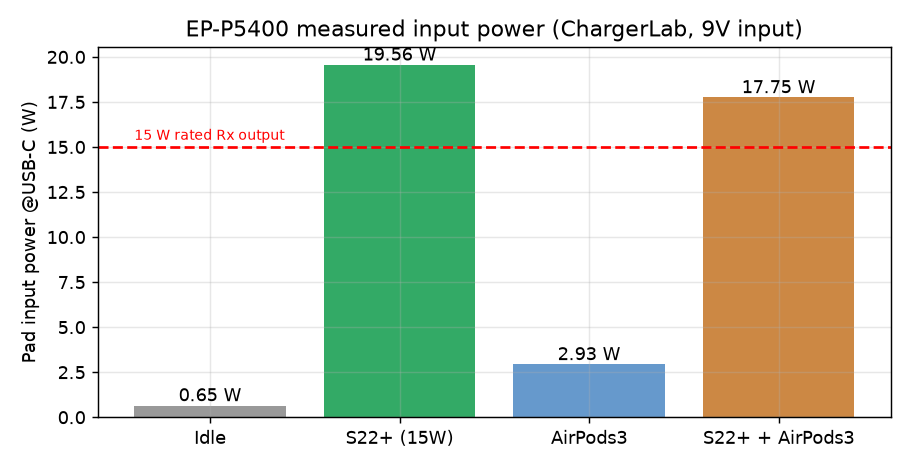 EP-P5400 measured input power (ChargerLab, 9V input)
Pad input power @USB-C (W)
20.0
17.5
15.0
12.5
10.0
7.5
5.0
2.5
0.0
15 W rated Rx output
0.65 W
19.56 W
2.93 W
17.75 W
Idle
S22+ (15W)
AirPods3
S22+ + AirPods3